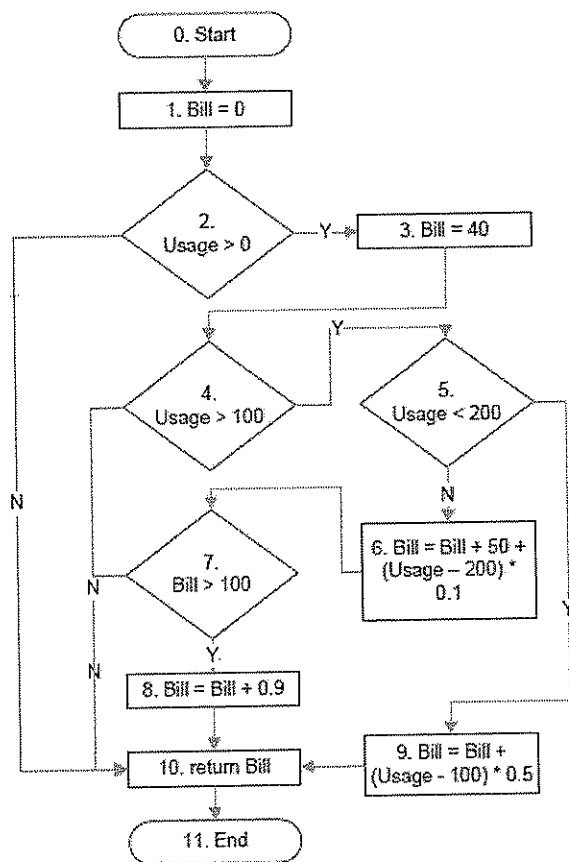 0. Start
1. Bill = 0
2.
Usage > 0
Y
3. Bill = 40
Y
4.
Usage > 100
5.
Usage < 200
N
N
7.
Bill > 100
6. Bill = Bill + 50 +
(Usage – 200) *
0.1
N
Y
Y
N
8. Bill = Bill + 0.9
10. return Bill
9. Bill = Bill +
(Usage - 100) * 0.5
11. End